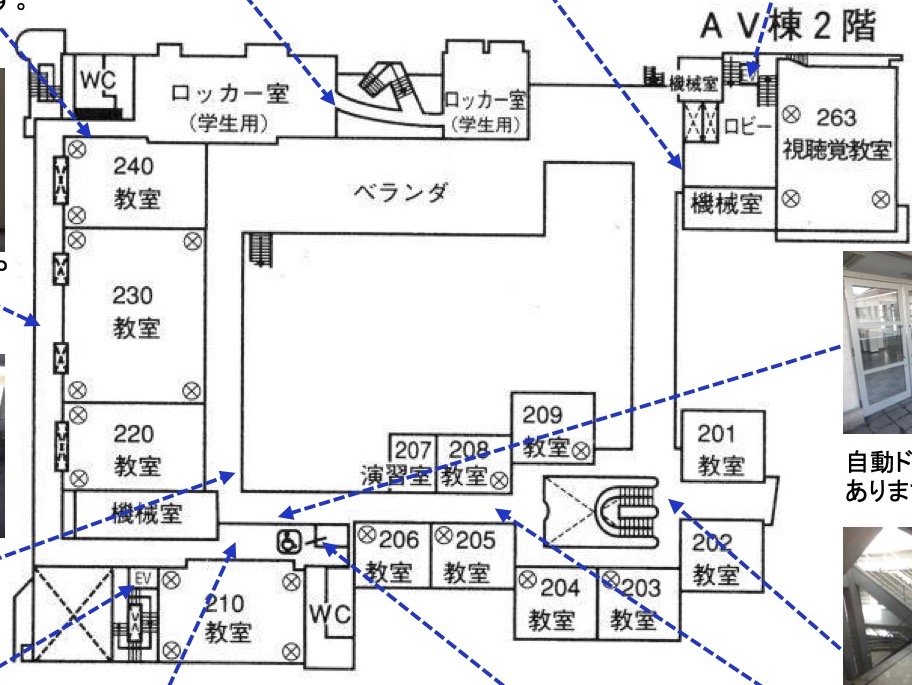 す。
AV棟2階
WC
ロッカー室
(学生用)
ロッカー室
(学生用)
機械室
ロビー
263
視聴覚教室
機械室
240
教室
ベランダ
230
教室
209
教室
207
演習室
208
教室
201
教室
220
教室
機械室
自動ド
ありま
206
教室
205
教室
202
教室
EV
210
教室
WC
204
教室
203
教室